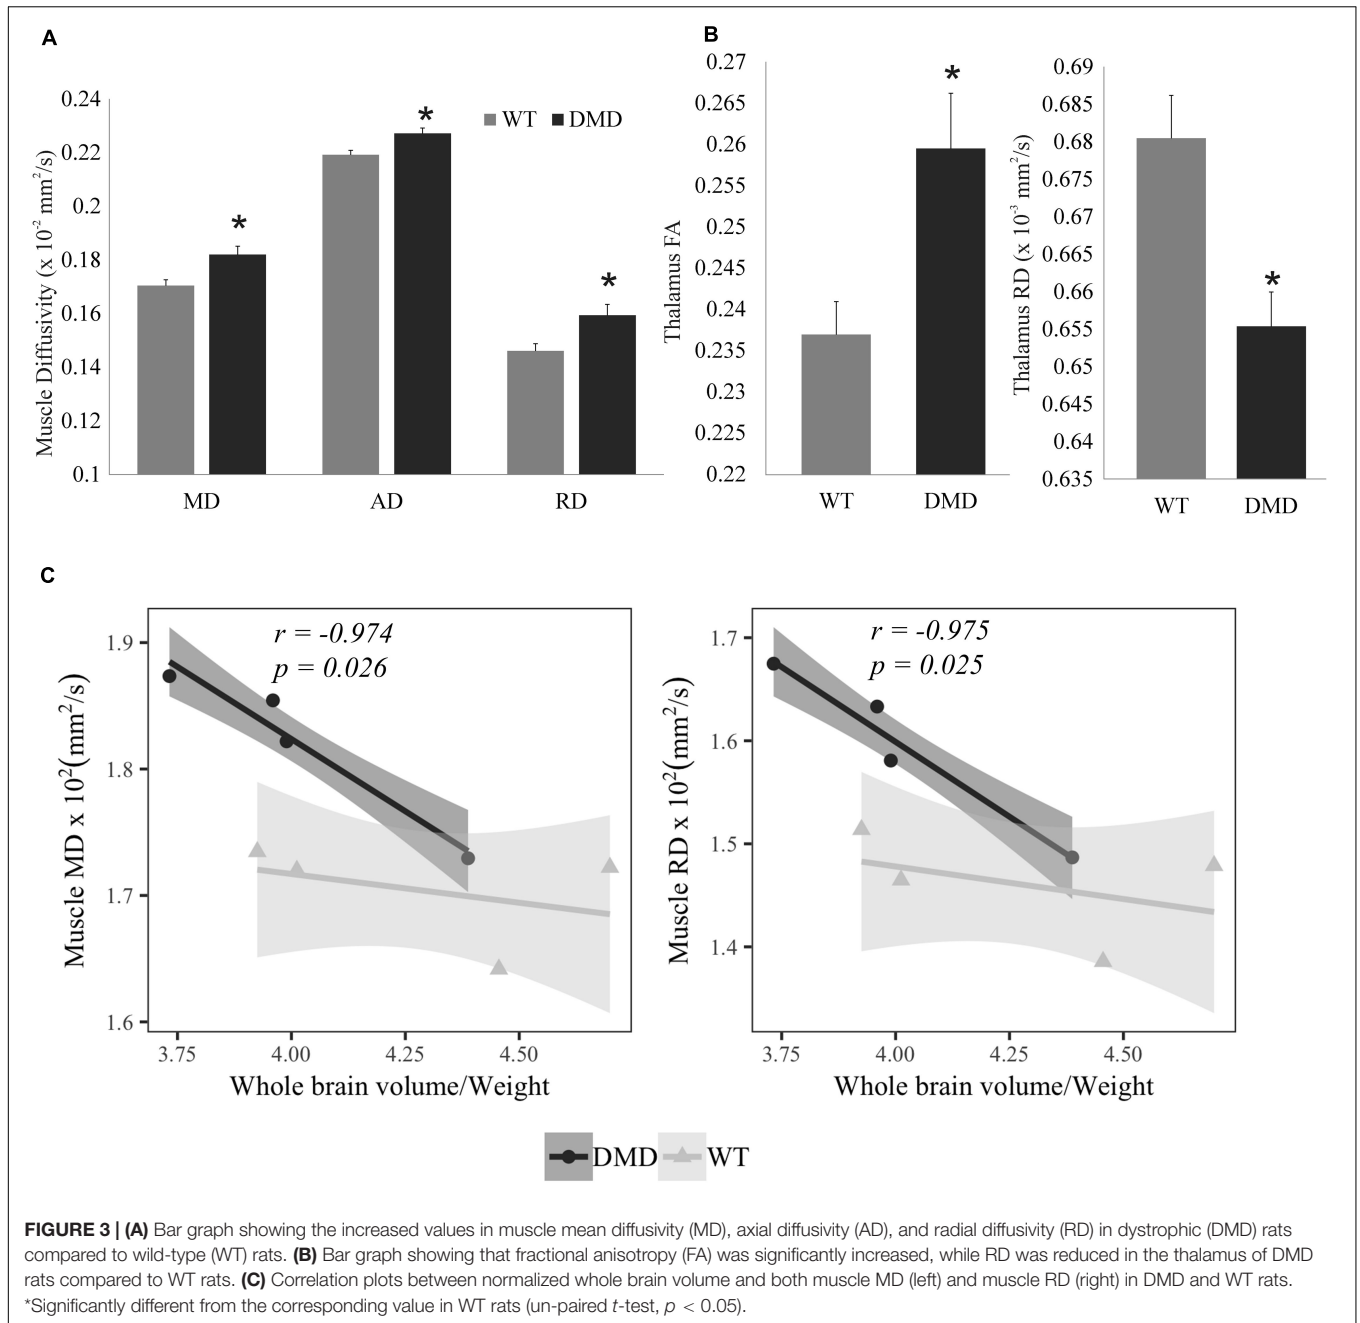 A
0.24
0.22
0.2
0.18
0.16
0.14
0.12
0.1
Muscle Diffusivity (x 10⁻² mm²/s)
WT DMD
*
*
*
MD AD RD
B
0.27
0.265
0.26
0.255
0.25
0.245
0.24
0.235
0.23
0.225
0.22
Thalamus FA
*
WT DMD
0.69
0.685
0.68
0.675
0.67
0.665
0.66
0.655
0.65
0.645
0.64
0.635
Thalamus RD (x 10⁻³ mm²/s)
*
WT DMD
C
1.9
1.8
1.7
1.6
Muscle MD x 10²(mm²/s)
r = -0.974
p = 0.026
3.75 4.00 4.25 4.50
Whole brain volume/Weight
1.7
1.6
1.5
1.4
Muscle RD x 10²(mm²/s)
r = -0.975
p = 0.025
3.75 4.00 4.25 4.50
Whole brain volume/Weight
DMD WT
FIGURE 3 | (A) Bar graph showing the increased values in muscle mean diffusivity (MD), axial diffusivity (AD), and radial diffusivity (RD) in dystrophic (DMD) rats
compared to wild-type (WT) rats. (B) Bar graph showing that fractional anisotropy (FA) was significantly increased, while RD was reduced in the thalamus of DMD
rats compared to WT rats. (C) Correlation plots between normalized whole brain volume and both muscle MD (left) and muscle RD (right) in DMD and WT rats.
*Significantly different from the corresponding value in WT rats (un-paired t-test, p < 0.05).